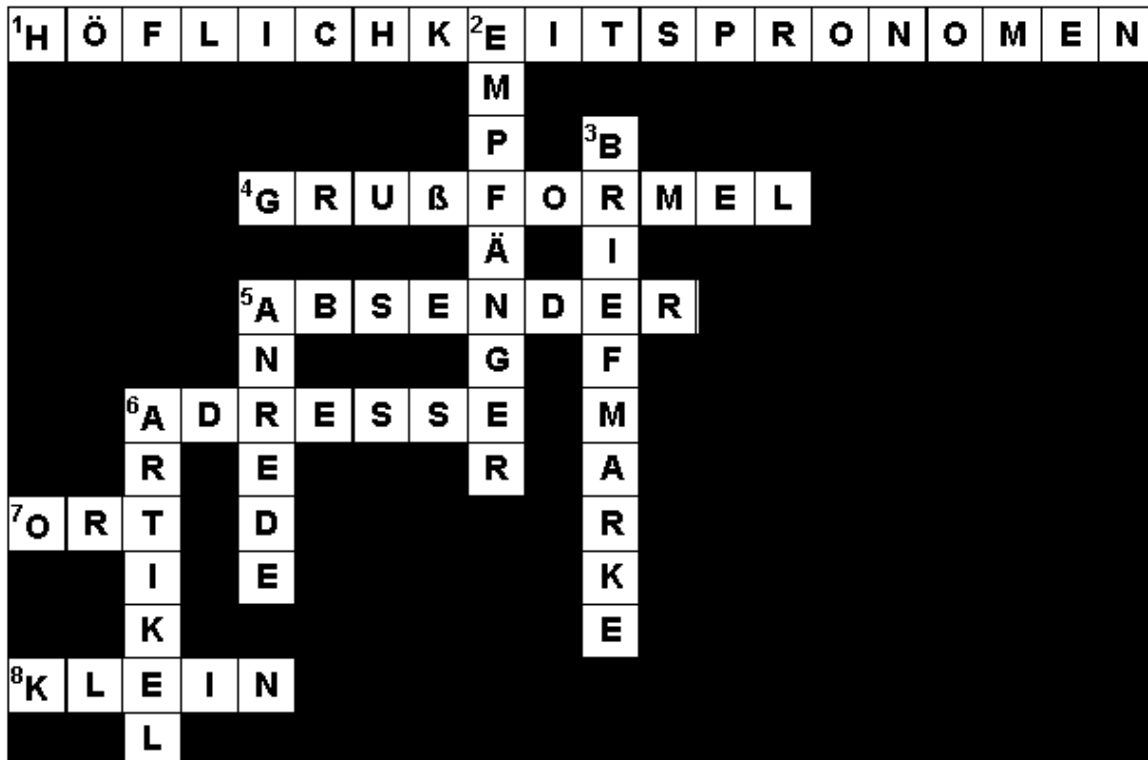 1HÖFLICHK2EITSPRONOMEN
M
P 3B
4GRUßFORMEL
Ä I
5ABSENDER
N G F
6ADRESSE M
R E R A
7ORT D R
I E K
K E
8KLEIN
L